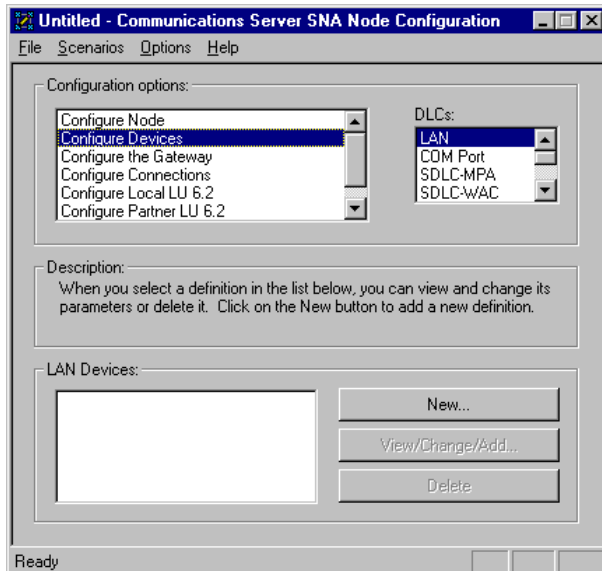 Untitled - Communications Server SNA Node Configuration
File Scenarios Options Help
Configuration options:
Configure Node
Configure Devices
Configure the Gateway
Configure Connections
Configure Local LU 6.2
Configure Partner LU 6.2
DLCs:
LAN
COM Port
SDLC-MPA
SDLC-WAC
Description:
When you select a definition in the list below, you can view and change its
parameters or delete it. Click on the New button to add a new definition.
LAN Devices:
New...
View/Change/Add...
Delete
Ready